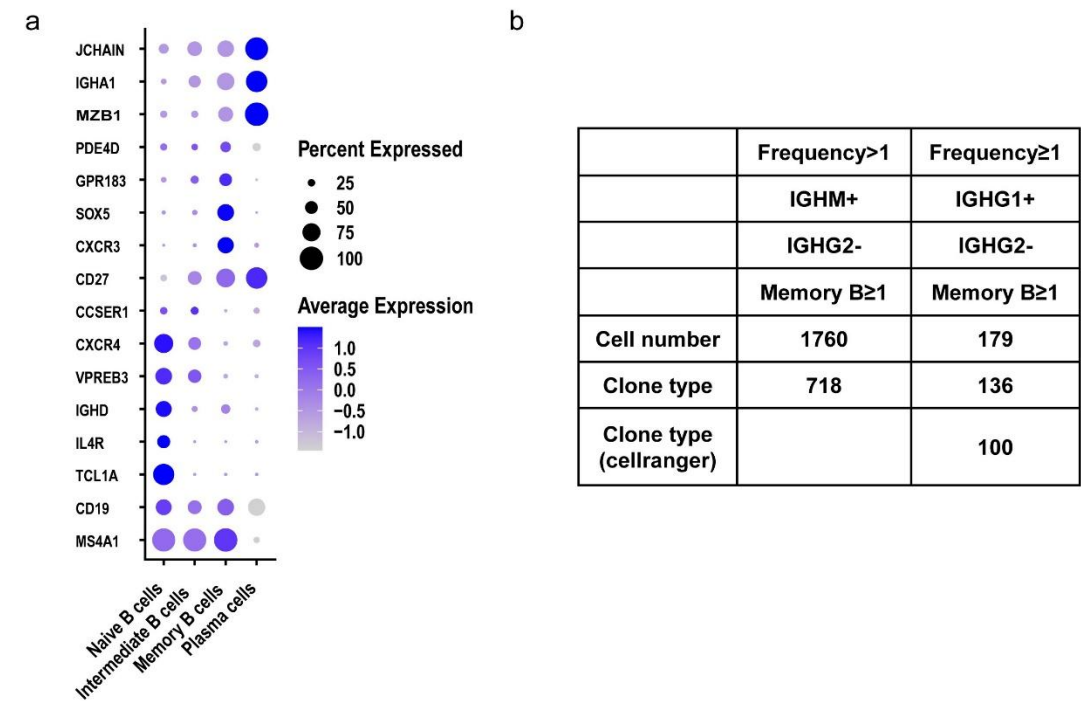 a
JCHAIN
IGHA1
MZB1
PDE4D
GPR183
SOX5
CXCR3
CD27
CCSER1
CXCR4
VPREB3
IGHD
IL4R
TCL1A
CD19
MS4A1
Naive B cells
Intermediate B cells
Memory B cells
Plasma cells
Percent Expressed
25
50
75
100
Average Expression
1.0
0.5
0.0
−0.5
−1.0
b
Frequency>1 Frequency≥1
IGHM+ IGHG1+
IGHG2- IGHG2-
Memory B≥1 Memory B≥1
Cell number 1760 179
Clone type 718 136
Clone type
(cellranger) 100